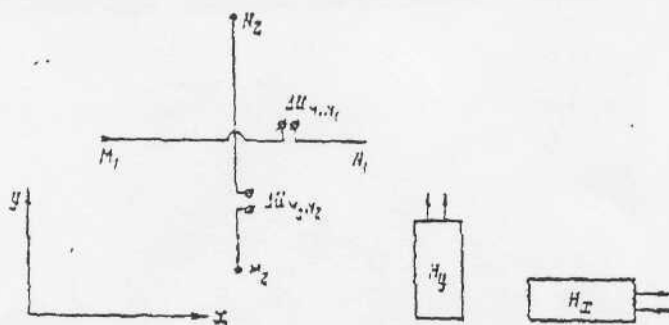 N₂
ΔU M₁N₁
M₁
N₁
ΔU M₂N₂
y
M₂
Hy
x
Hx